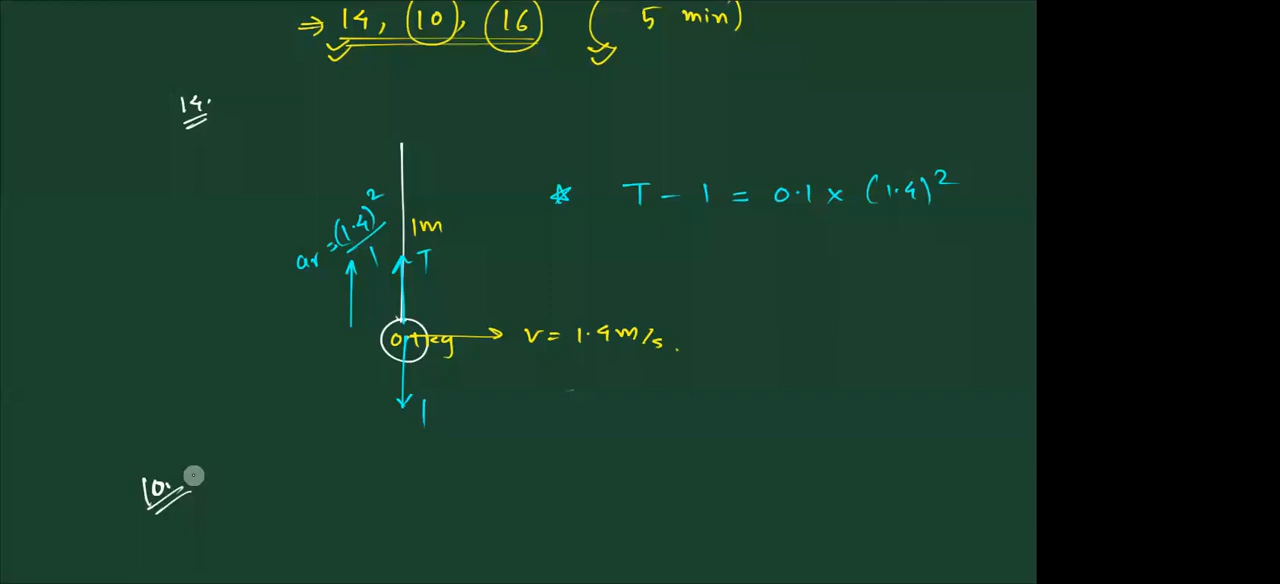 ⇒ 14, 10, 16 ( 5 min)
14.
* T - 1 = 0.1 × (1.4)²
ar = (1.4)²/1
1m
T
0.1kg
v = 1.4 m/s.
1
10.